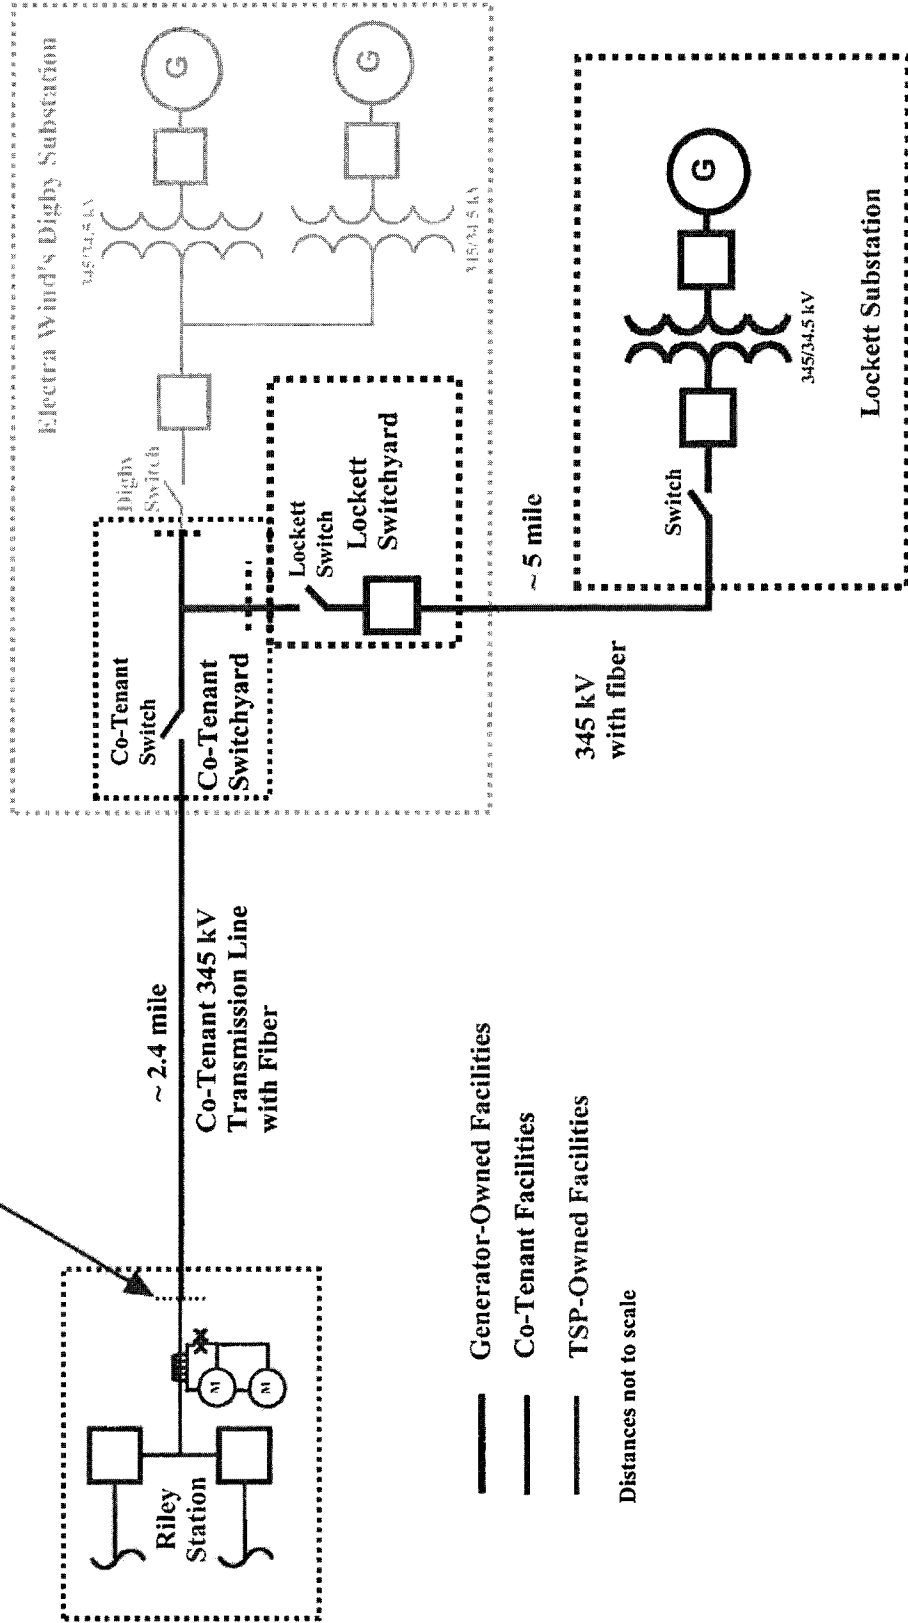 Electra Wind's Digby Substation
345/34.5 kV
G
G
345/34.5 kV
Digby
Switch
Co-Tenant
Switch
Co-Tenant
Switchyard
Lockett
Switch
Lockett
Switchyard
~ 2.4 mile
Co-Tenant 345 kV
Transmission Line
with Fiber
~ 5 mile
345 kV
with fiber
Switch
G
345/34.5 kV
Lockett Substation
Riley
Station
M
M
Generator-Owned Facilities
Co-Tenant Facilities
TSP-Owned Facilities
Distances not to scale